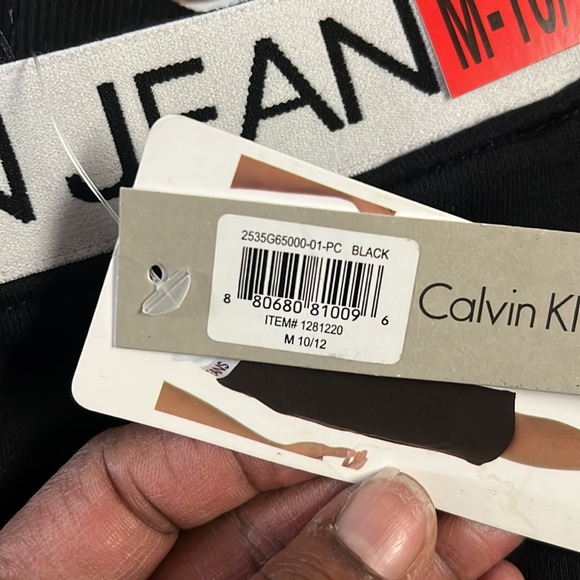 JEAN
M-10/
2535G65000-01-PC BLACK
8 80680 81009 6
ITEM# 1281220
M 10/12
Calvin Kl